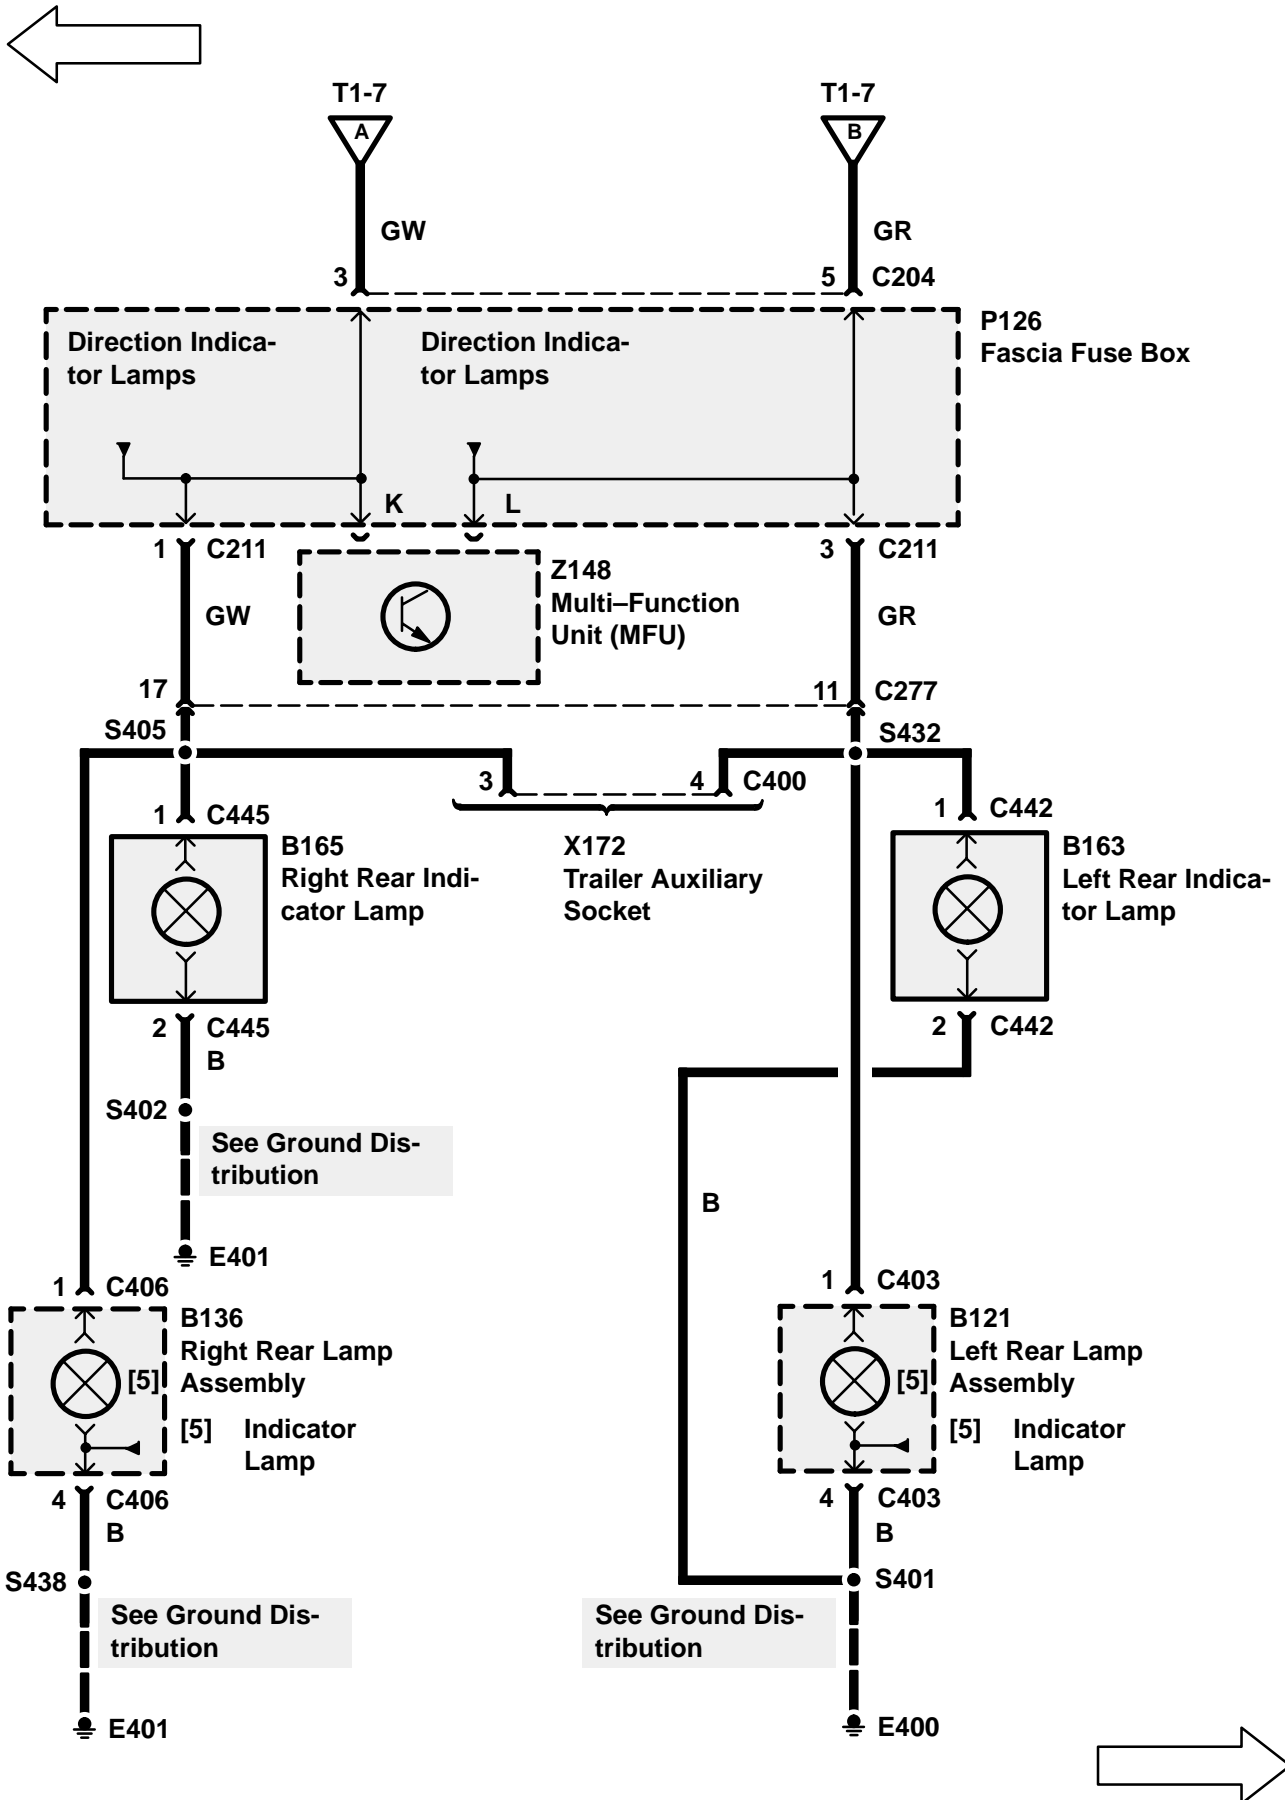 T1-7
T1-7
A
B
GW
GR
3
5 C204
P126
Fascia Fuse Box
Direction Indica-
tor Lamps
Direction Indica-
tor Lamps
K
L
1 C211
3 C211
Z148
Multi–Function
Unit (MFU)
GW
GR
17
11 C277
S405
S432
3
4 C400
1 C445
1 C442
B165
Right Rear Indi-
cator Lamp
X172
Trailer Auxiliary
Socket
B163
Left Rear Indica-
tor Lamp
2 C445
B
2 C442
S402
See Ground Dis-
tribution
B
E401
1 C406
1 C403
B136
Right Rear Lamp
Assembly
[5]
[5] Indicator
Lamp
B121
Left Rear Lamp
Assembly
[5]
[5] Indicator
Lamp
4 C406
B
4 C403
B
S438
S401
See Ground Dis-
tribution
See Ground Dis-
tribution
E401
E400